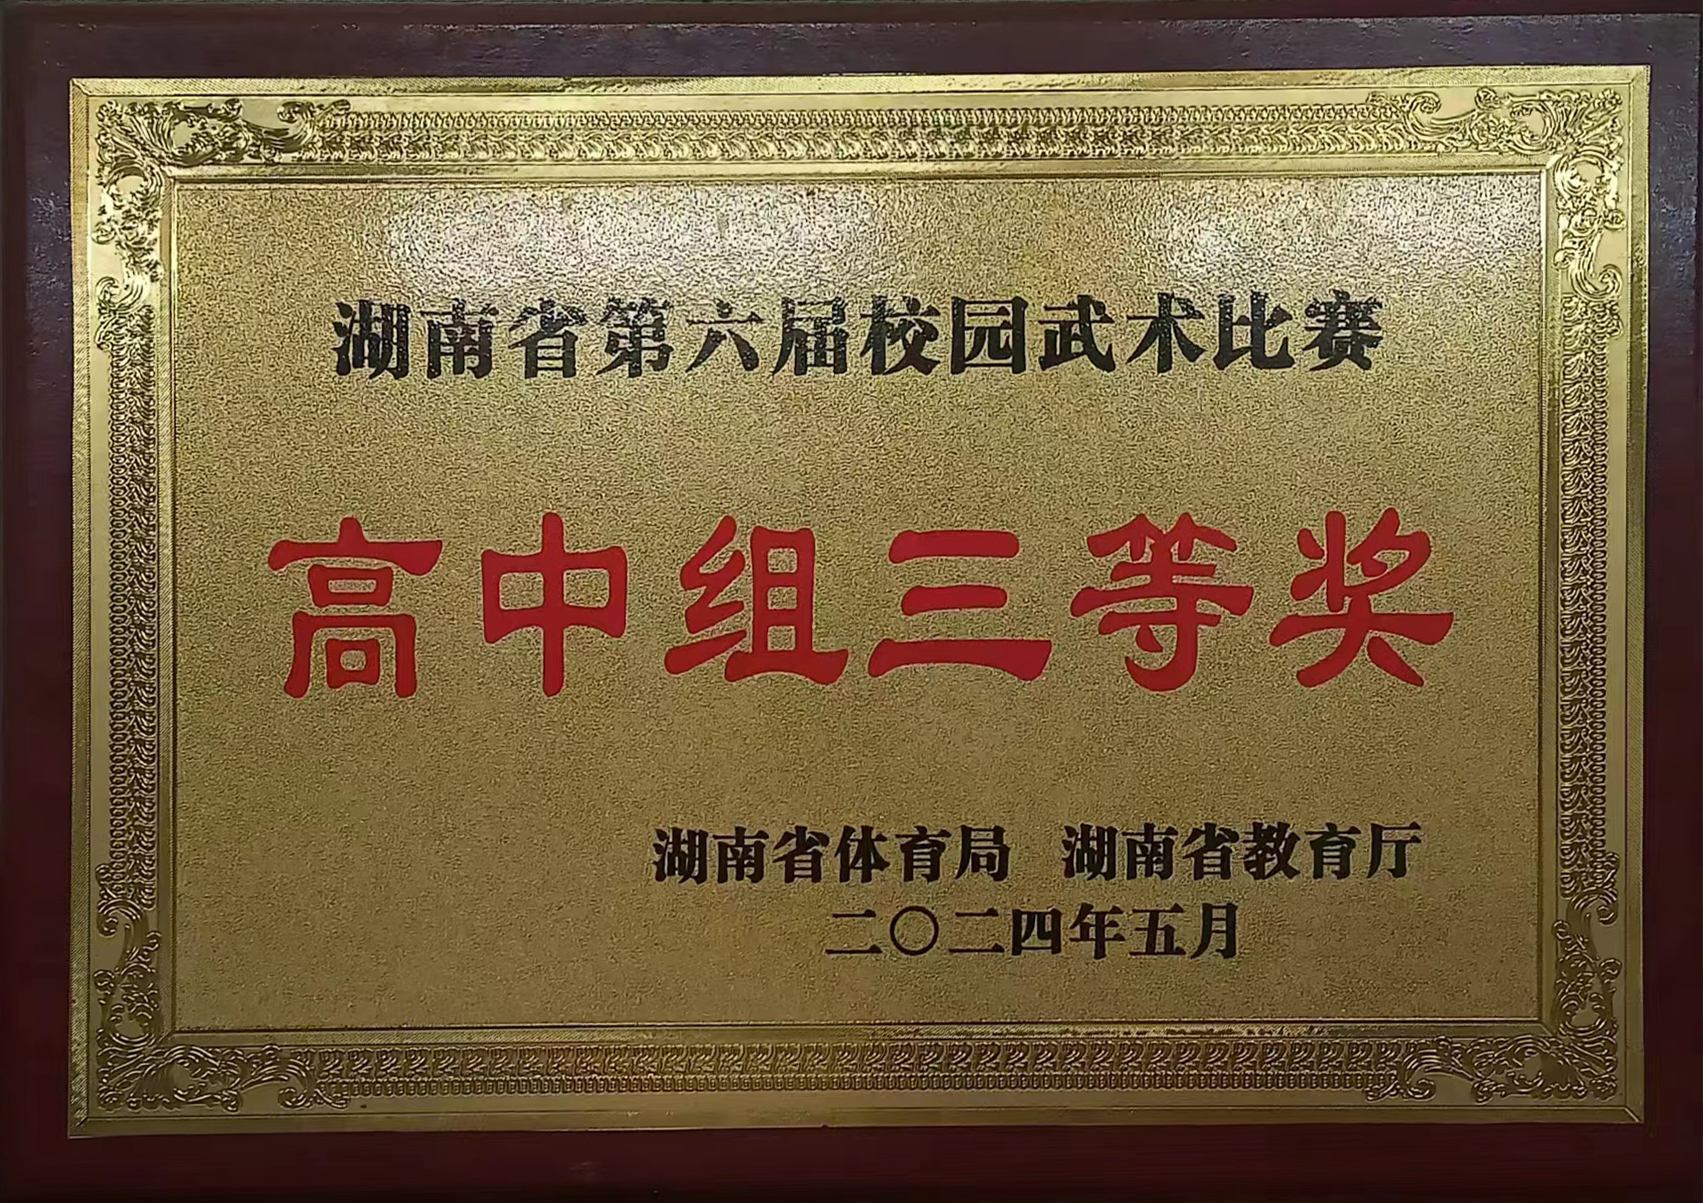 湖南省第六届校园武术比赛
高中组三等奖
湖南省体育局 湖南省教育厅
二〇二四年五月